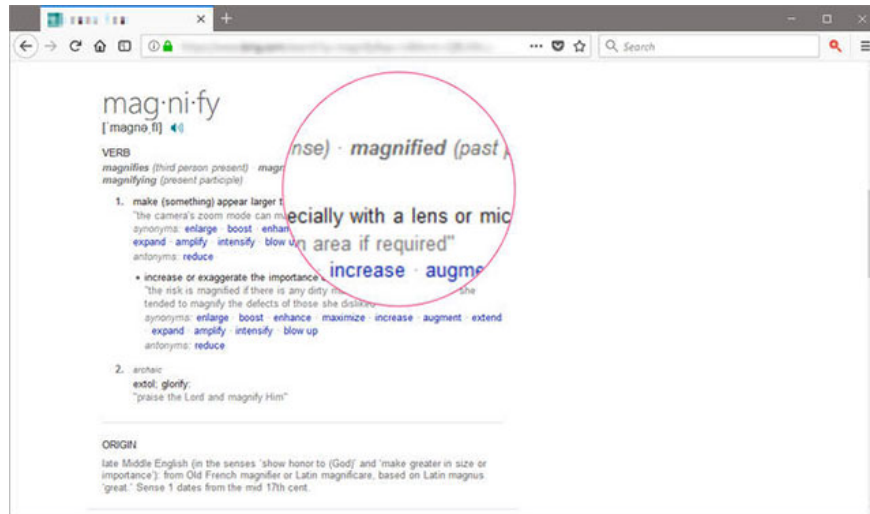 Search
mag·ni·fy
[ˈmaɡnəˌfī]
VERB
magnifies (third person present) · magn
nse) · magnified (past p
magnifying (present participle)
1. make (something) appear larger t
ecially with a lens or mic
"the camera's zoom mode can m
n area if required"
synonyms: enlarge · boost · enhan
increase · augme
expand · amplify · intensify · blow u
antonyms: reduce
• increase or exaggerate the importance
"the risk is magnified if there is any dirty m she
tended to magnify the defects of those she disliked
synonyms: enlarge · boost · enhance · maximize · increase · augment · extend
· expand · amplify · intensify · blow up
antonyms: reduce
2. archaic
extol; glorify:
"praise the Lord and magnify Him"
ORIGIN
late Middle English (in the senses 'show honor to (God)' and 'make greater in size or
importance'): from Old French magnifier or Latin magnificare, based on Latin magnus
'great.' Sense 1 dates from the mid 17th cent.